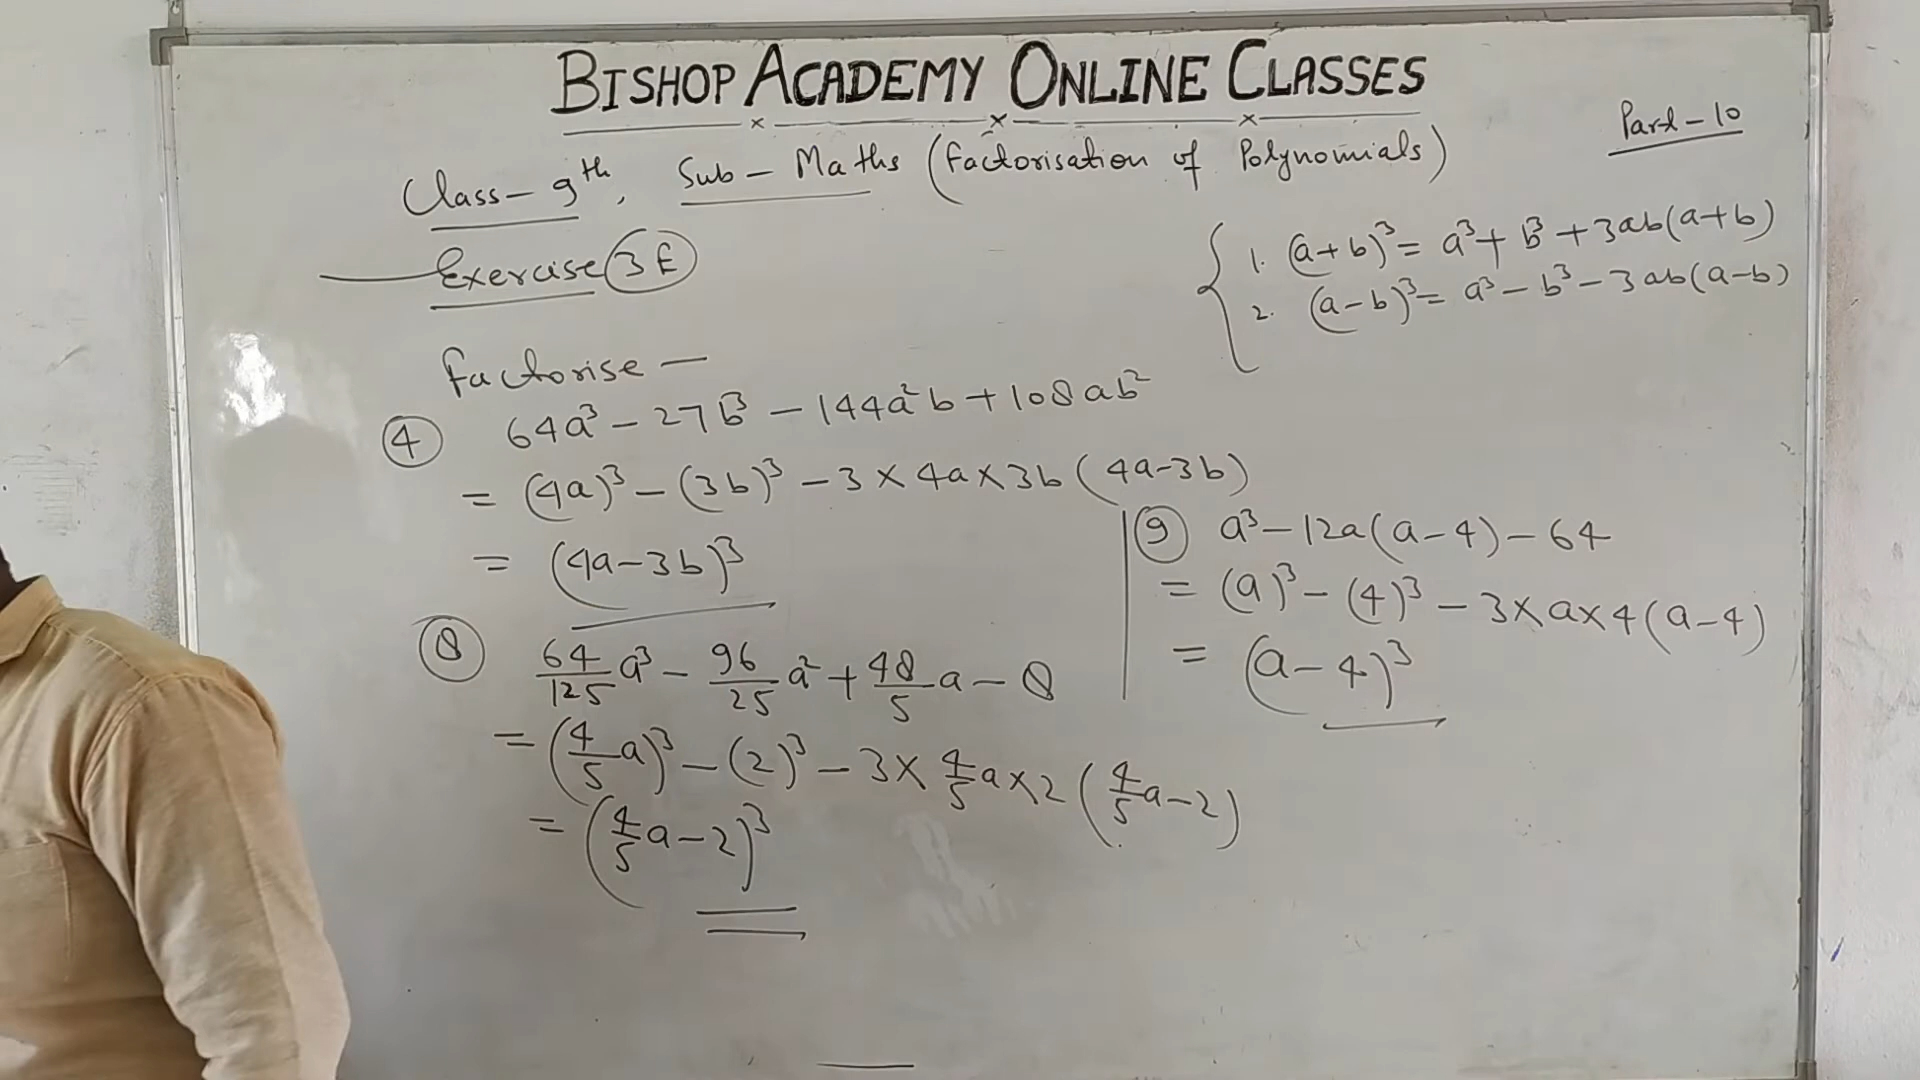 BISHOP ACADEMY ONLINE CLASSES
Part-10
Class-9th, Sub-Maths (Factorisation of Polynomials)
Exercise 3E
1. (a+b)³ = a³+b³+3ab(a+b)
2. (a-b)³ = a³-b³-3ab(a-b)
Factorise-
4 64a³-27b³-144a²b+108ab²
= (4a)³-(3b)³-3×4a×3b(4a-3b)
= (4a-3b)³
8 64/125 a³ - 96/25 a² + 48/5 a - 8
= (4/5 a)³-(2)³-3×4/5 a×2(4/5 a-2)
= (4/5 a-2)³
9 a³-12a(a-4)-64
= (a)³-(4)³-3×a×4(a-4)
= (a-4)³